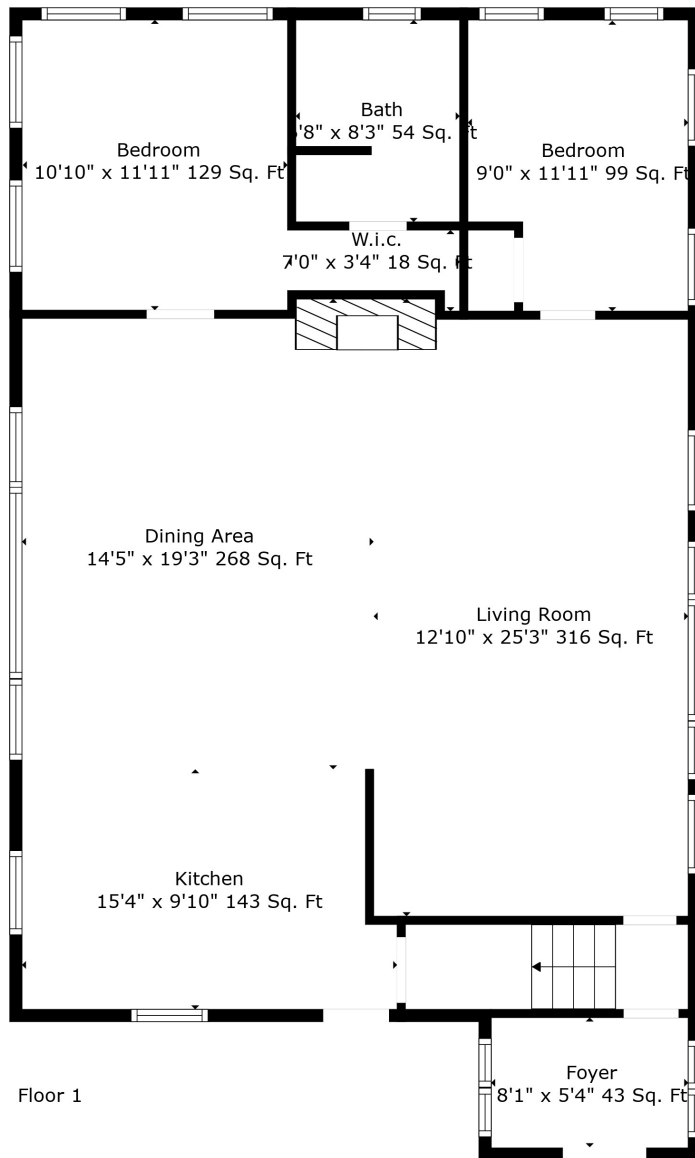 Bath
8" x 8'3" 54 Sq. Ft
Bedroom
10'10" x 11'11" 129 Sq. Ft
Bedroom
9'0" x 11'11" 99 Sq. Ft
W.i.c.
7'0" x 3'4" 18 Sq. Ft
Dining Area
14'5" x 19'3" 268 Sq. Ft
Living Room
12'10" x 25'3" 316 Sq. Ft
Kitchen
15'4" x 9'10" 143 Sq. Ft
Foyer
8'1" x 5'4" 43 Sq. Ft
Floor 1